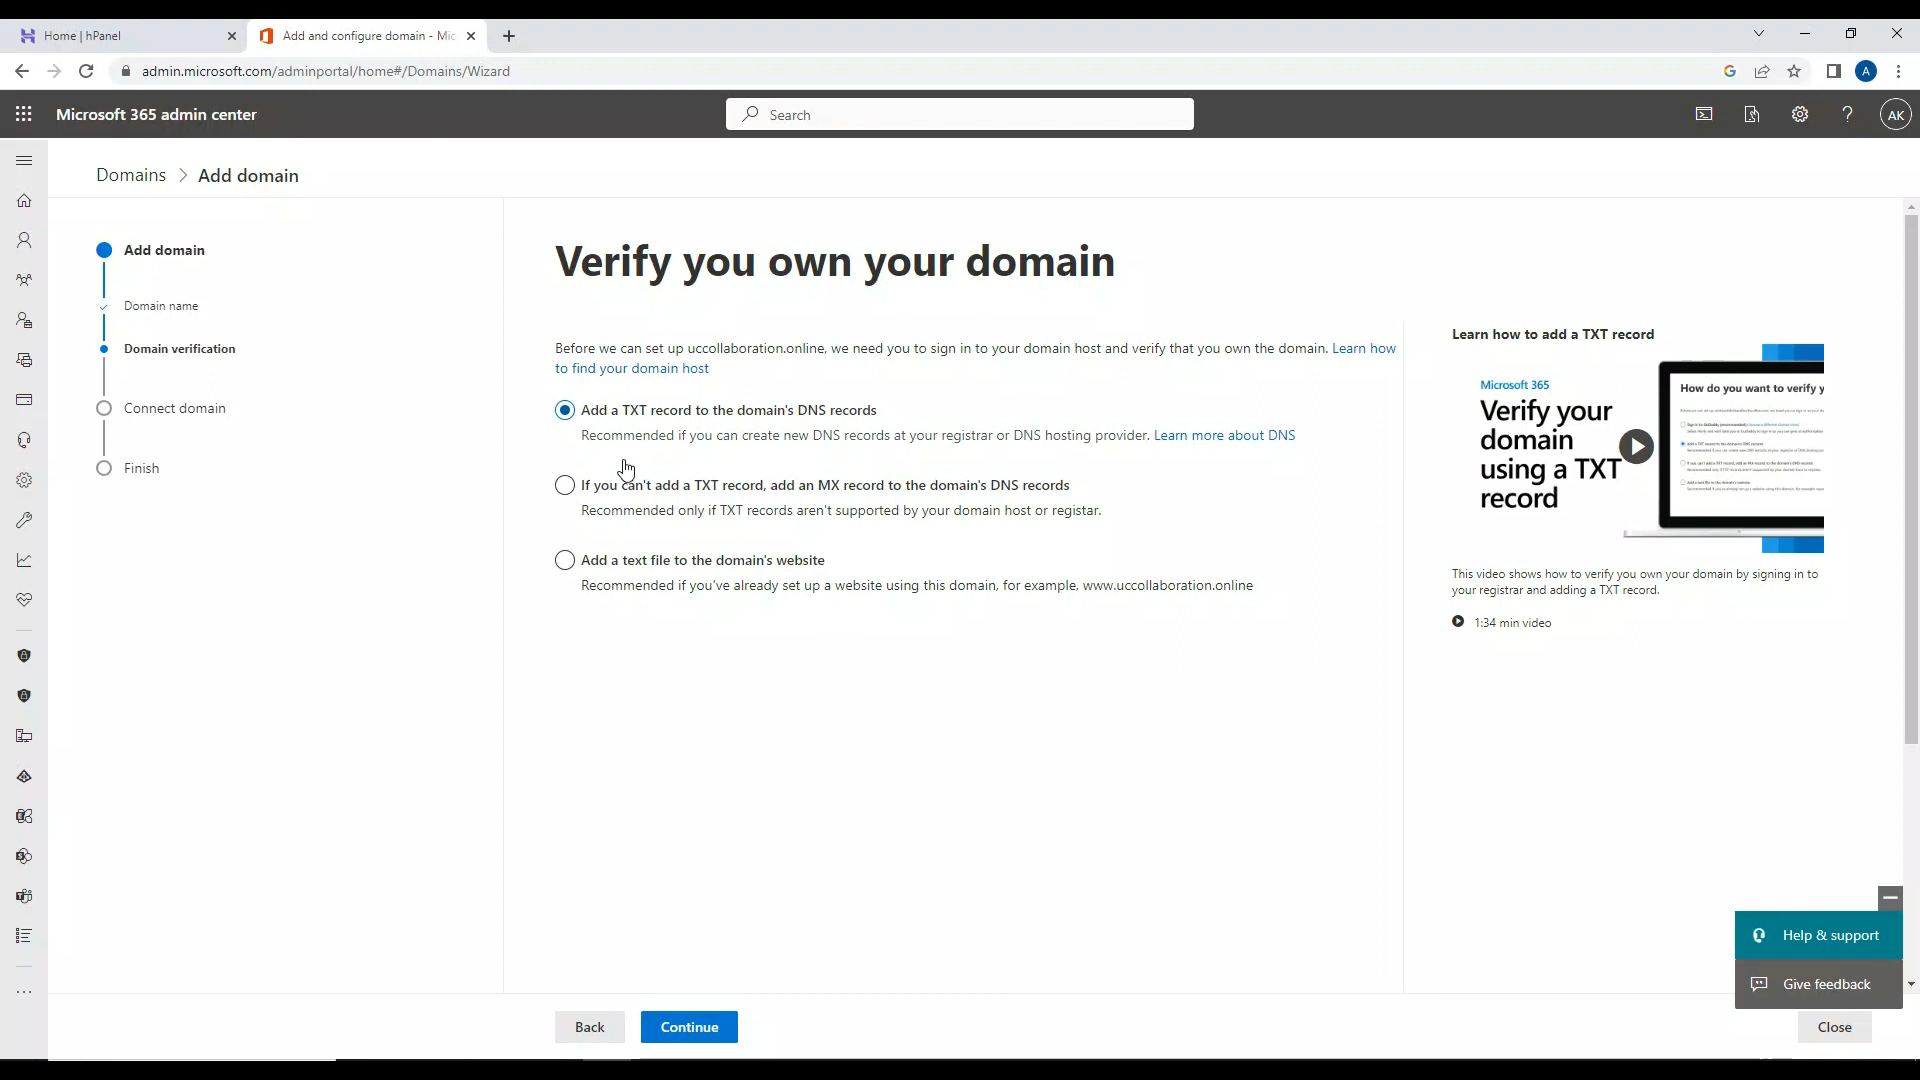 Home | hPanel
Add and configure domain - Mic
admin.microsoft.com/adminportal/home#/Domains/Wizard
A
Microsoft 365 admin center
Search
AK
Domains > Add domain
Add domain
Domain name
Domain verification
Connect domain
Finish
Verify you own your domain
Before we can set up uccollaboration.online, we need you to sign in to your domain host and verify that you own the domain. Learn how
to find your domain host
Add a TXT record to the domain's DNS records
Recommended if you can create new DNS records at your registrar or DNS hosting provider. Learn more about DNS
If you can't add a TXT record, add an MX record to the domain's DNS records
Recommended only if TXT records aren't supported by your domain host or registar.
Add a text file to the domain's website
Recommended if you've already set up a website using this domain, for example, www.uccollaboration.online
Learn how to add a TXT record
Microsoft 365
Verify your
domain
using a TXT
record
How do you want to verify y
This video shows how to verify you own your domain by signing in to
your registrar and adding a TXT record.
1:34 min video
Help & support
Give feedback
Back
Continue
Close